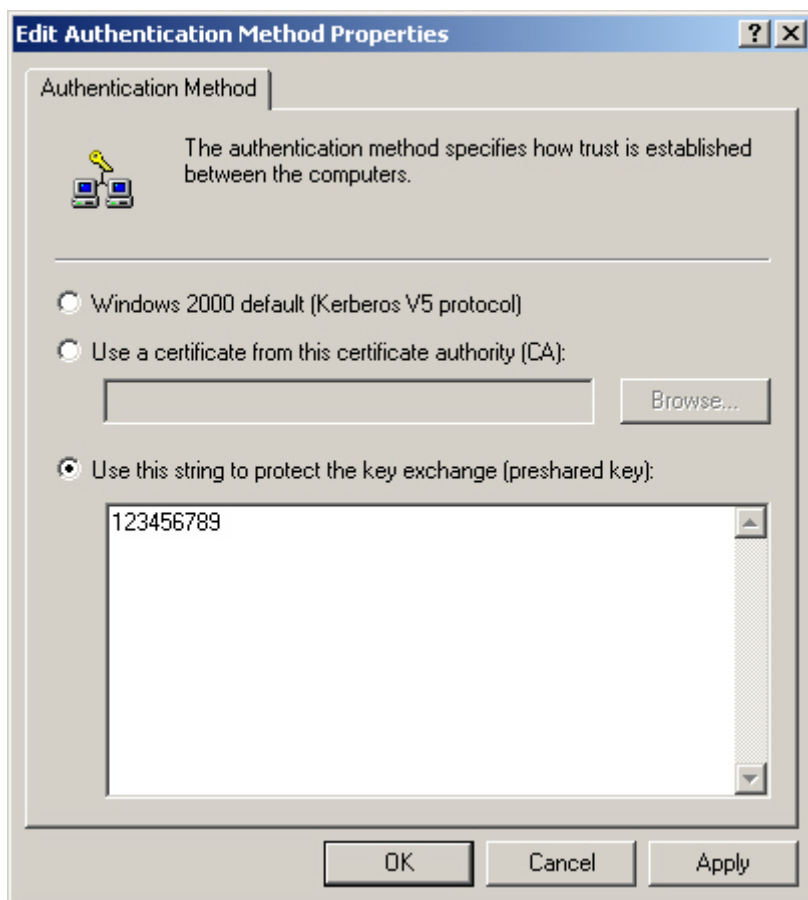 Edit Authentication Method Properties
Authentication Method
The authentication method specifies how trust is established
between the computers.
Windows 2000 default (Kerberos V5 protocol)
Use a certificate from this certificate authority (CA):
Browse...
Use this string to protect the key exchange (preshared key):
123456789
OK Cancel Apply